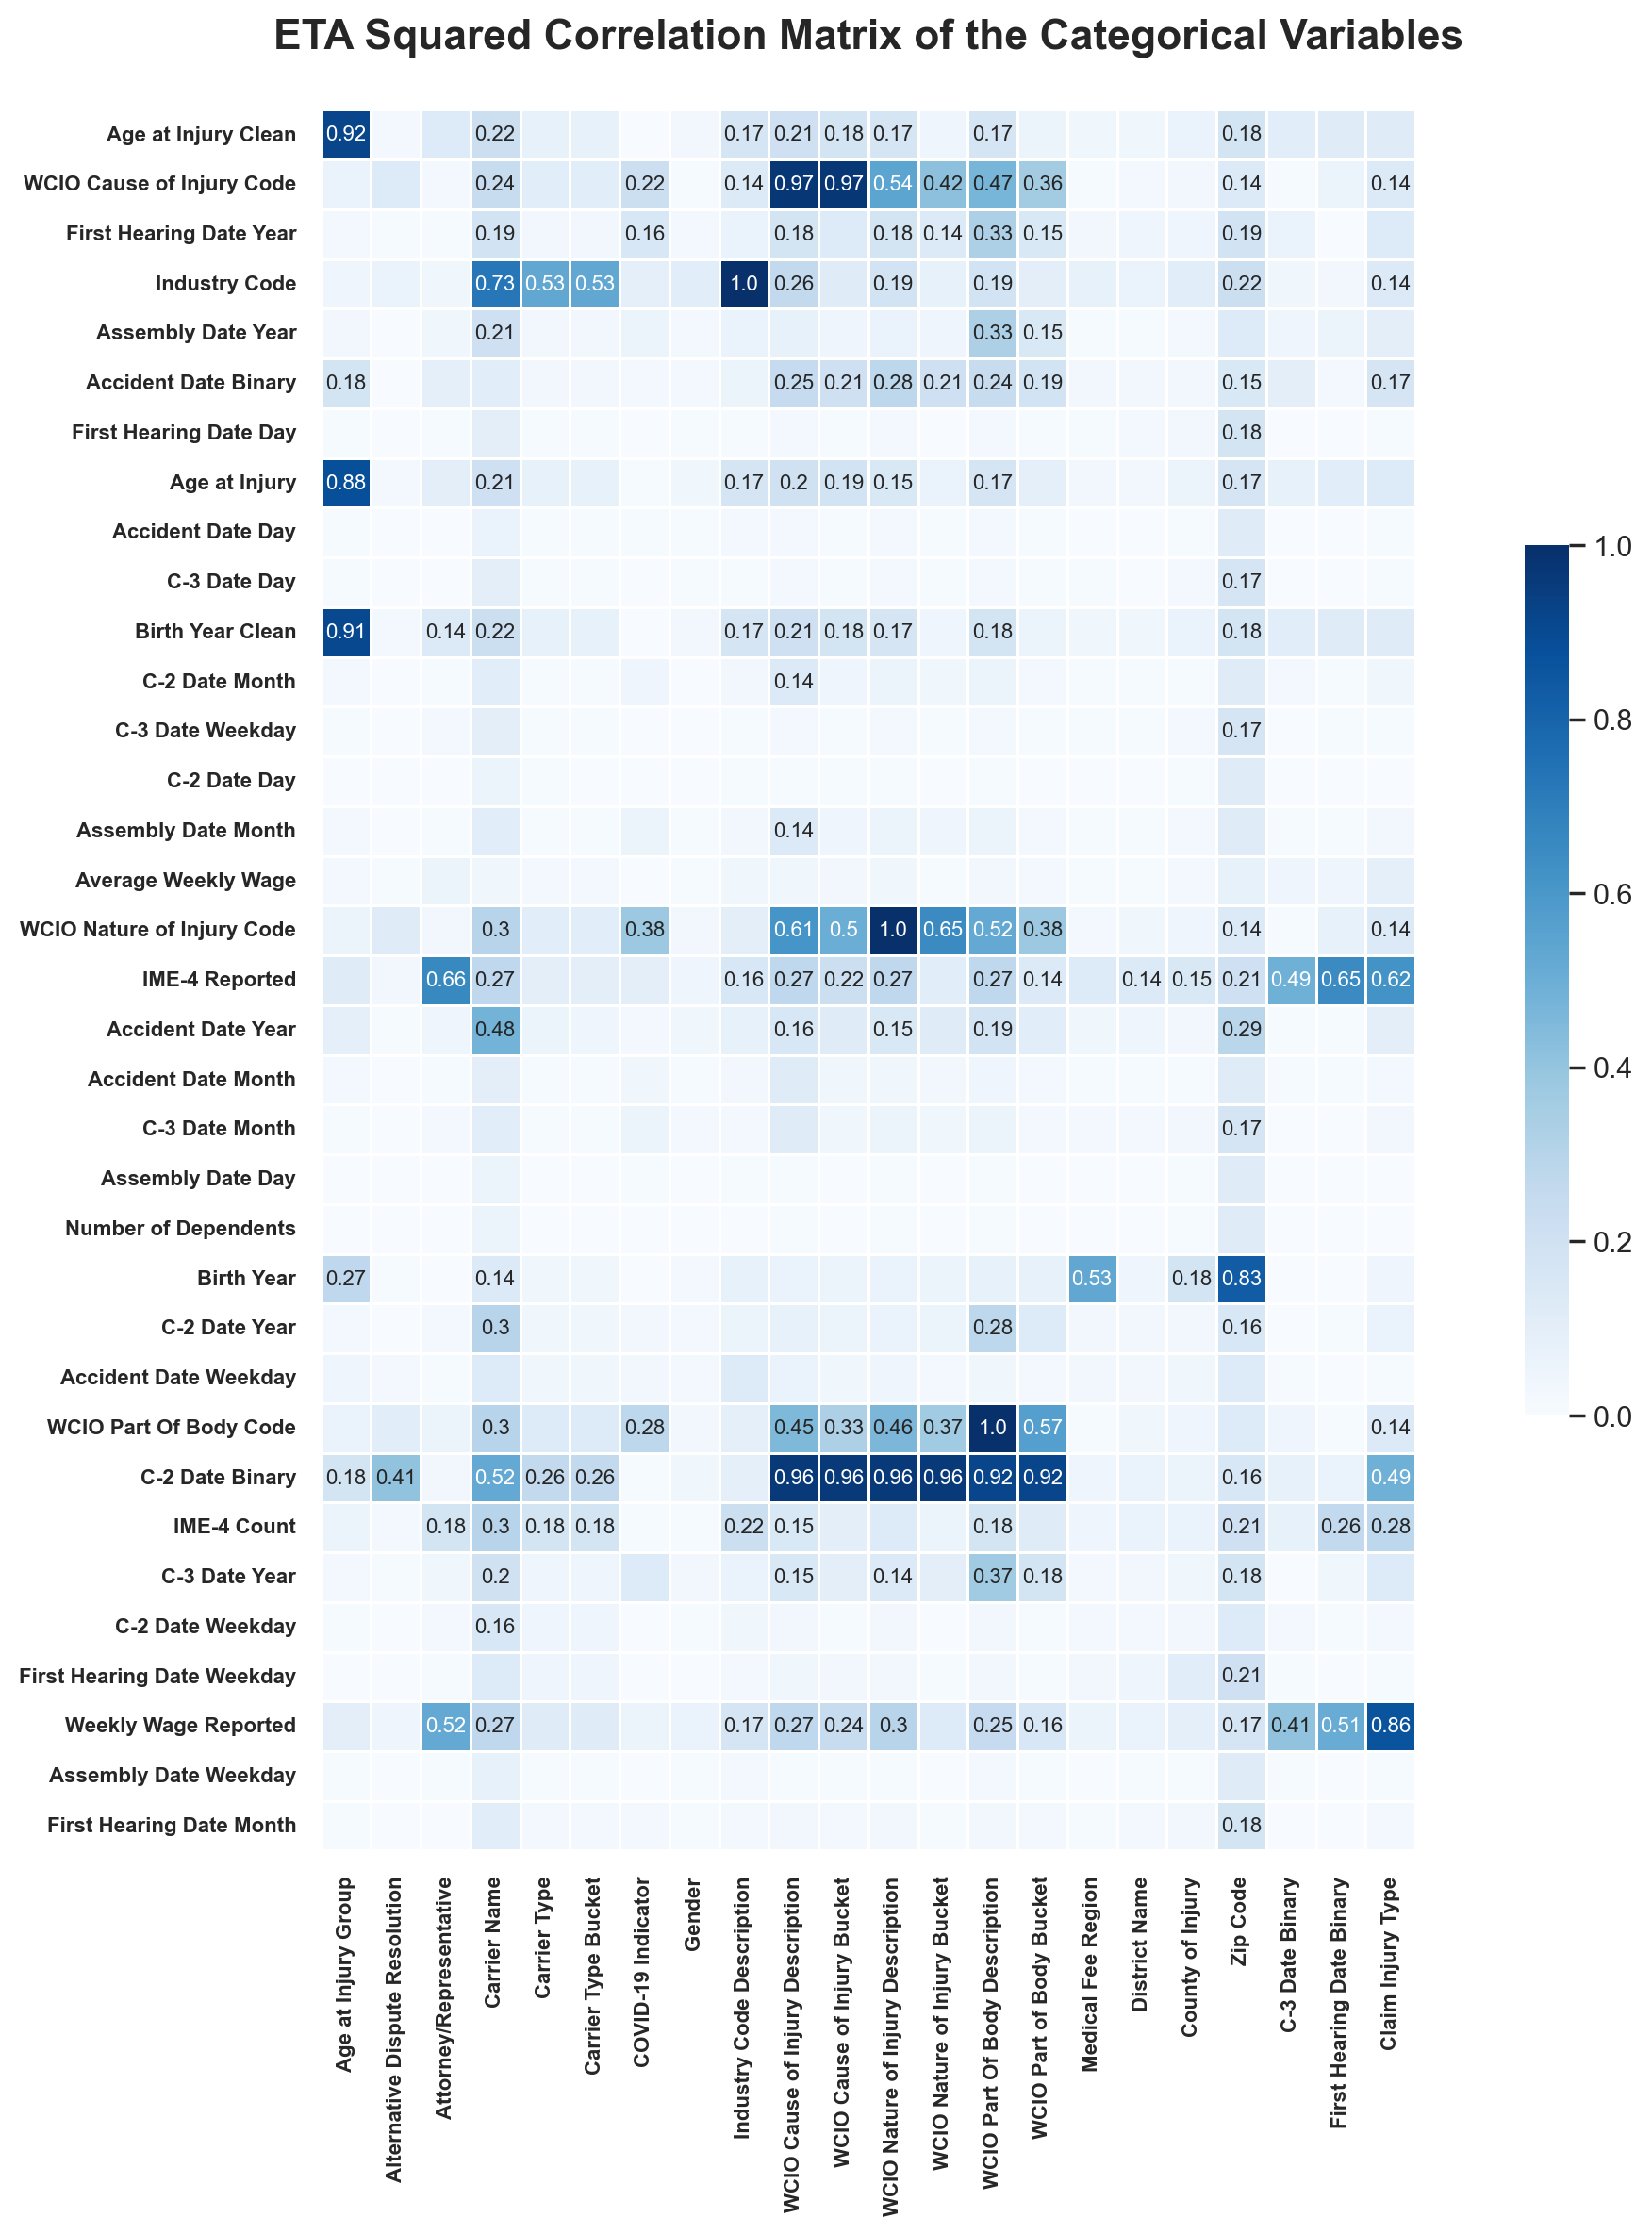 ETA Squared Correlation Matrix of the Categorical Variables
Age at Injury Clean 0.92 0.22 0.17 0.21 0.18 0.17 0.17 0.18
WCIO Cause of Injury Code 0.24 0.22 0.14 0.97 0.97 0.54 0.42 0.47 0.36 0.14 0.14
First Hearing Date Year 0.19 0.16 0.18 0.18 0.14 0.33 0.15 0.19
Industry Code 0.73 0.53 0.53 1.0 0.26 0.19 0.19 0.22 0.14
Assembly Date Year 0.21 0.33 0.15
Accident Date Binary 0.18 0.25 0.21 0.28 0.21 0.24 0.19 0.15 0.17
First Hearing Date Day 0.18
Age at Injury 0.88 0.21 0.17 0.2 0.19 0.15 0.17 0.17
Accident Date Day
C-3 Date Day 0.17
Birth Year Clean 0.91 0.14 0.22 0.17 0.21 0.18 0.17 0.18 0.18
C-2 Date Month 0.14
C-3 Date Weekday 0.17
C-2 Date Day
Assembly Date Month 0.14
Average Weekly Wage
WCIO Nature of Injury Code 0.3 0.38 0.61 0.5 1.0 0.65 0.52 0.38 0.14 0.14
IME-4 Reported 0.66 0.27 0.16 0.27 0.22 0.27 0.27 0.14 0.14 0.15 0.21 0.49 0.65 0.62
Accident Date Year 0.48 0.16 0.15 0.19 0.29
Accident Date Month
C-3 Date Month 0.17
Assembly Date Day
Number of Dependents
Birth Year 0.27 0.14 0.53 0.18 0.83
C-2 Date Year 0.3 0.28 0.16
Accident Date Weekday
WCIO Part Of Body Code 0.3 0.28 0.45 0.33 0.46 0.37 1.0 0.57 0.14
C-2 Date Binary 0.18 0.41 0.52 0.26 0.26 0.96 0.96 0.96 0.96 0.92 0.92 0.16 0.49
IME-4 Count 0.18 0.3 0.18 0.18 0.22 0.15 0.18 0.21 0.26 0.28
C-3 Date Year 0.2 0.15 0.14 0.37 0.18 0.18
C-2 Date Weekday 0.16
First Hearing Date Weekday 0.21
Weekly Wage Reported 0.52 0.27 0.17 0.27 0.24 0.3 0.25 0.16 0.17 0.41 0.51 0.86
Assembly Date Weekday
First Hearing Date Month 0.18
Age at Injury Group
Alternative Dispute Resolution
Attorney/Representative
Carrier Name
Carrier Type
Carrier Type Bucket
COVID-19 Indicator
Gender
Industry Code Description
WCIO Cause of Injury Description
WCIO Cause of Injury Bucket
WCIO Nature of Injury Description
WCIO Nature of Injury Bucket
WCIO Part Of Body Description
WCIO Part of Body Bucket
Medical Fee Region
District Name
County of Injury
Zip Code
C-3 Date Binary
First Hearing Date Binary
Claim Injury Type
1.0
0.8
0.6
0.4
0.2
0.0